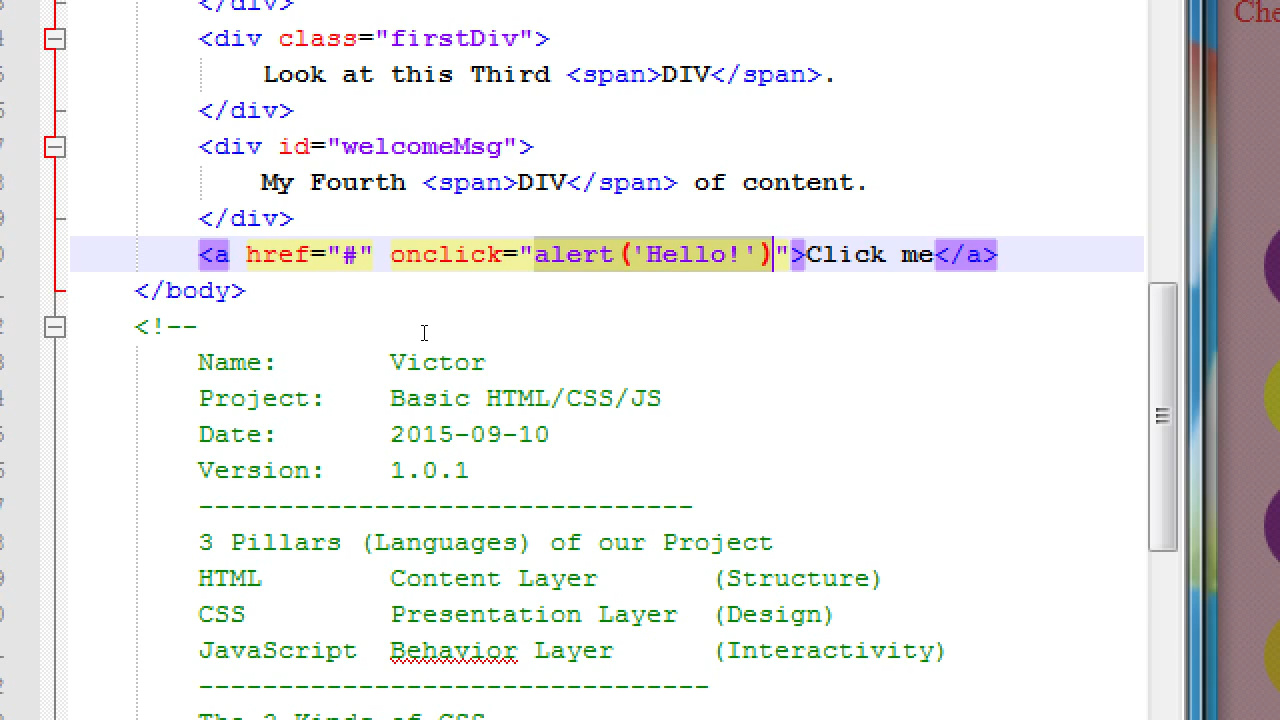 </div>
<div class="firstDiv">
Look at this Third <span>DIV</span>.
</div>
<div id="welcomeMsg">
My Fourth <span>DIV</span> of content.
</div>
<a href="#" onclick="alert('Hello!')">Click me</a>
</body>
<!--
Name: Victor
Project: Basic HTML/CSS/JS
Date: 2015-09-10
Version: 1.0.1
-------------------------------
3 Pillars (Languages) of our Project
HTML Content Layer (Structure)
CSS Presentation Layer (Design)
JavaScript Behavior Layer (Interactivity)
--------------------------------